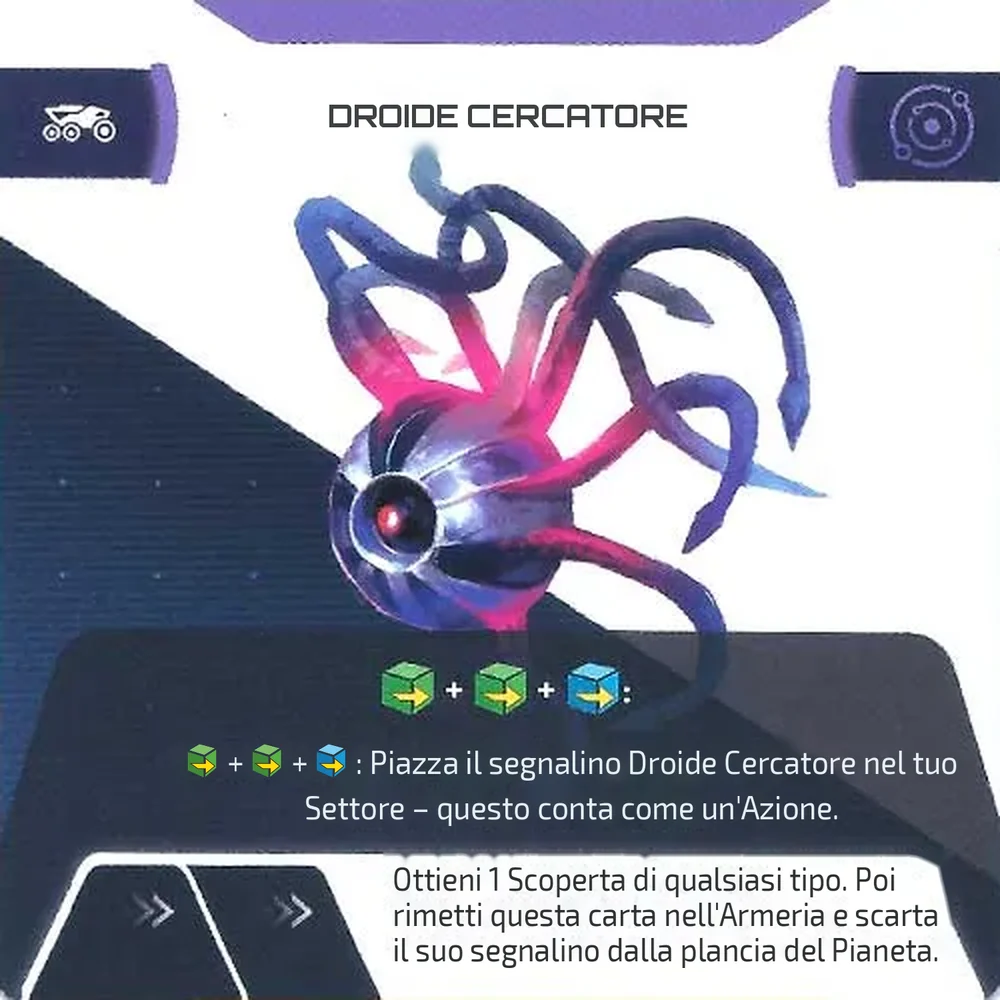 DROIDE CERCATORE
+ + :
+ + : Piazza il segnalino Droide Cercatore nel tuo
Settore – questo conta come un'Azione.
Ottieni 1 Scoperta di qualsiasi tipo. Poi
rimetti questa carta nell'Armeria e scarta
il suo segnalino dalla plancia del Pianeta.